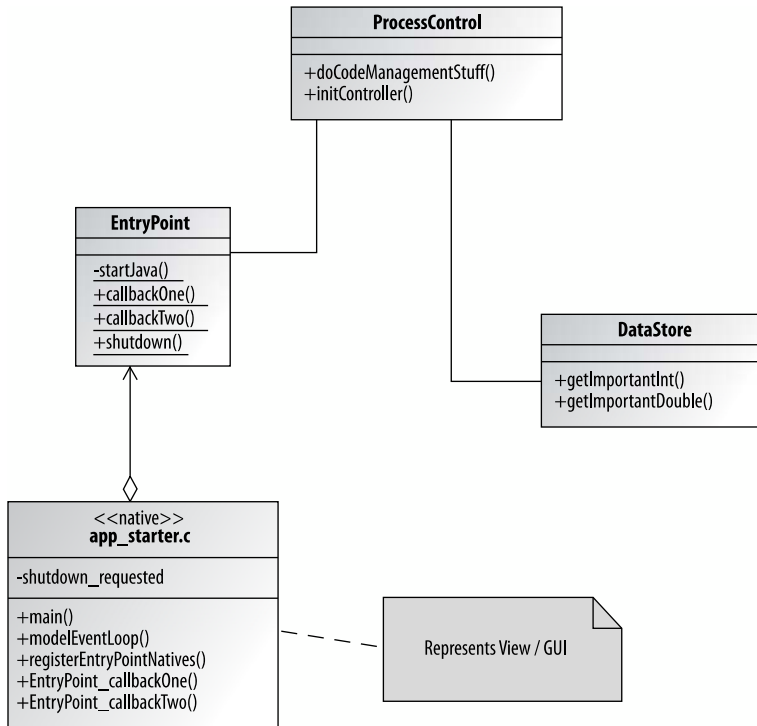 ProcessControl
+doCodeManagementStuff()
+initController()
EntryPoint
-startJava()
+callbackOne()
+callbackTwo()
+shutdown()
DataStore
+getImportantInt()
+getImportantDouble()
<<native>>
app_starter.c
-shutdown_requested
+main()
+modelEventLoop()
+registerEntryPointNatives()
+EntryPoint_callbackOne()
+EntryPoint_callbackTwo()
Represents View / GUI